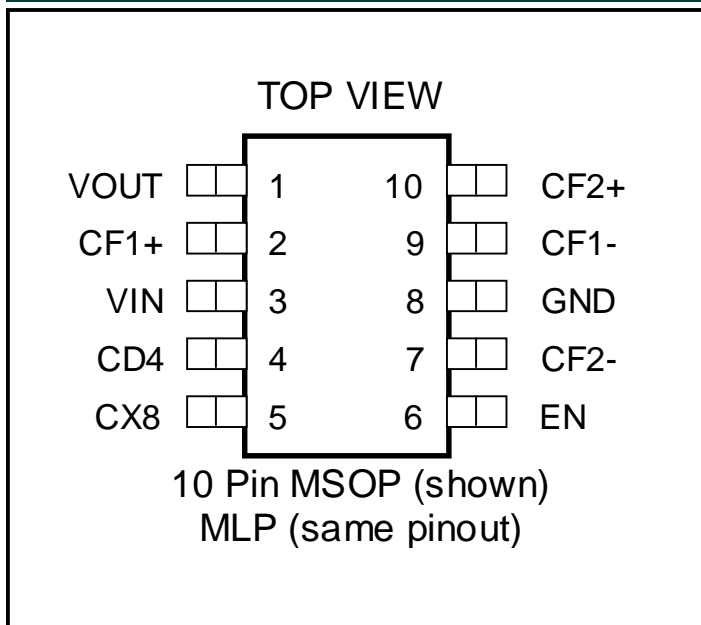 TOP VIEW
VOUT 1 10 CF2+
CF1+ 2 9 CF1-
VIN 3 8 GND
CD4 4 7 CF2-
CX8 5 6 EN
10 Pin MSOP (shown)
MLP (same pinout)